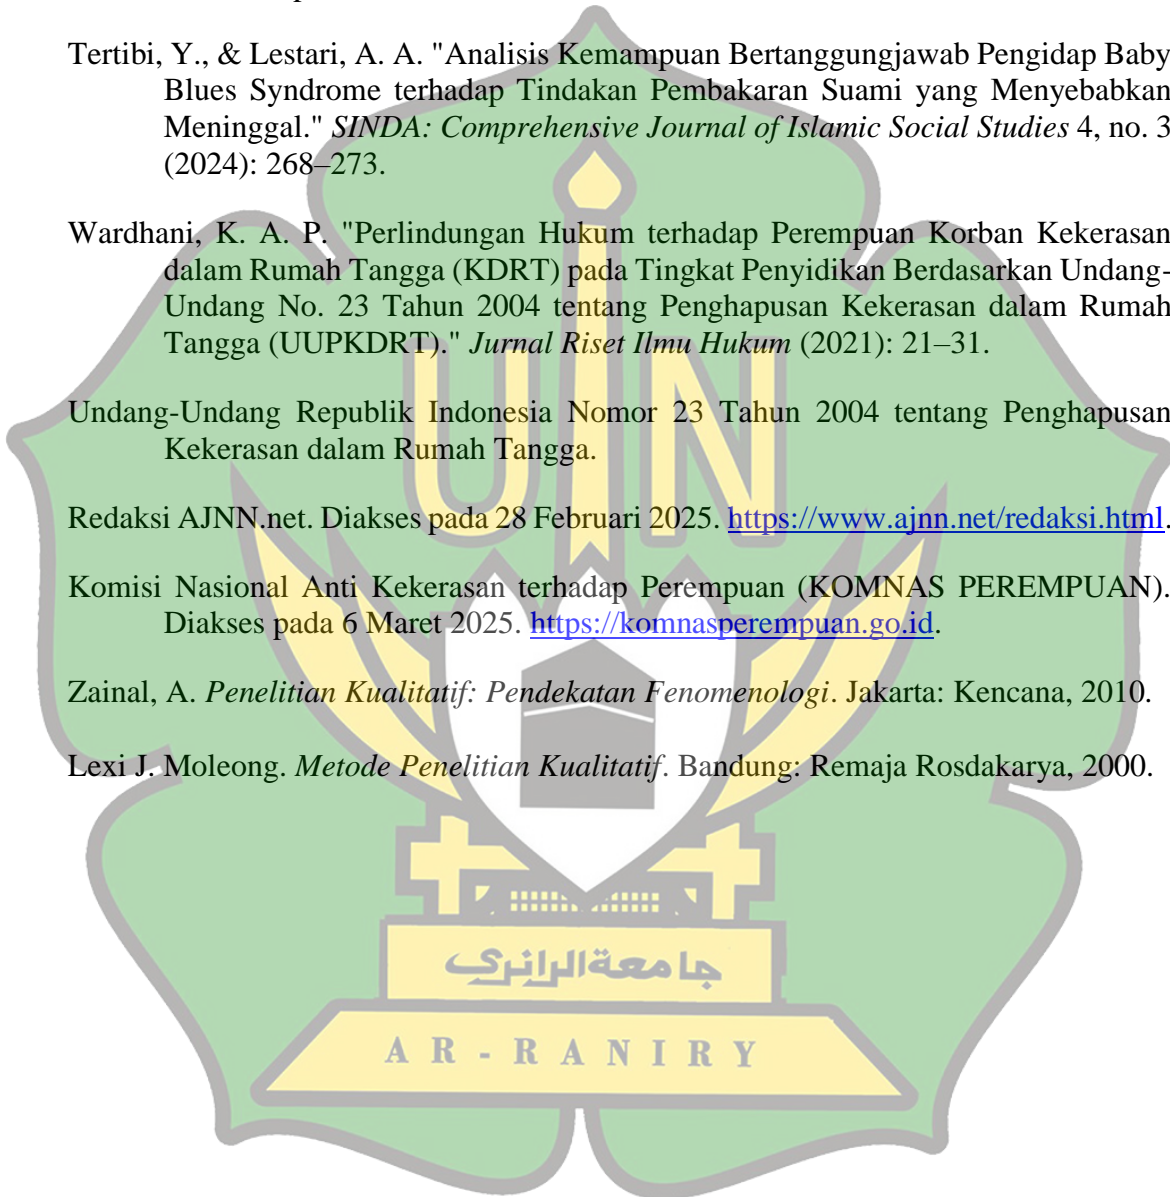 Tertibi, Y., & Lestari, A. A. "Analisis Kemampuan Bertanggungjawab Pengidap Baby
Blues Syndrome terhadap Tindakan Pembakaran Suami yang Menyebabkan
Meninggal." SINDA: Comprehensive Journal of Islamic Social Studies 4, no. 3
(2024): 268–273.
Wardhani, K. A. P. "Perlindungan Hukum terhadap Perempuan Korban Kekerasan
dalam Rumah Tangga (KDRT) pada Tingkat Penyidikan Berdasarkan Undang-
Undang No. 23 Tahun 2004 tentang Penghapusan Kekerasan dalam Rumah
Tangga (UUPKDRT)." Jurnal Riset Ilmu Hukum (2021): 21–31.
Undang-Undang Republik Indonesia Nomor 23 Tahun 2004 tentang Penghapusan
Kekerasan dalam Rumah Tangga.
Redaksi AJNN.net. Diakses pada 28 Februari 2025. https://www.ajnn.net/redaksi.html.
Komisi Nasional Anti Kekerasan terhadap Perempuan (KOMNAS PEREMPUAN).
Diakses pada 6 Maret 2025. https://komnasperempuan.go.id.
Zainal, A. Penelitian Kualitatif: Pendekatan Fenomenologi. Jakarta: Kencana, 2010.
Lexi J. Moleong. Metode Penelitian Kualitatif. Bandung: Remaja Rosdakarya, 2000.
UIN
جامعة الرانري
AR-RANIRY